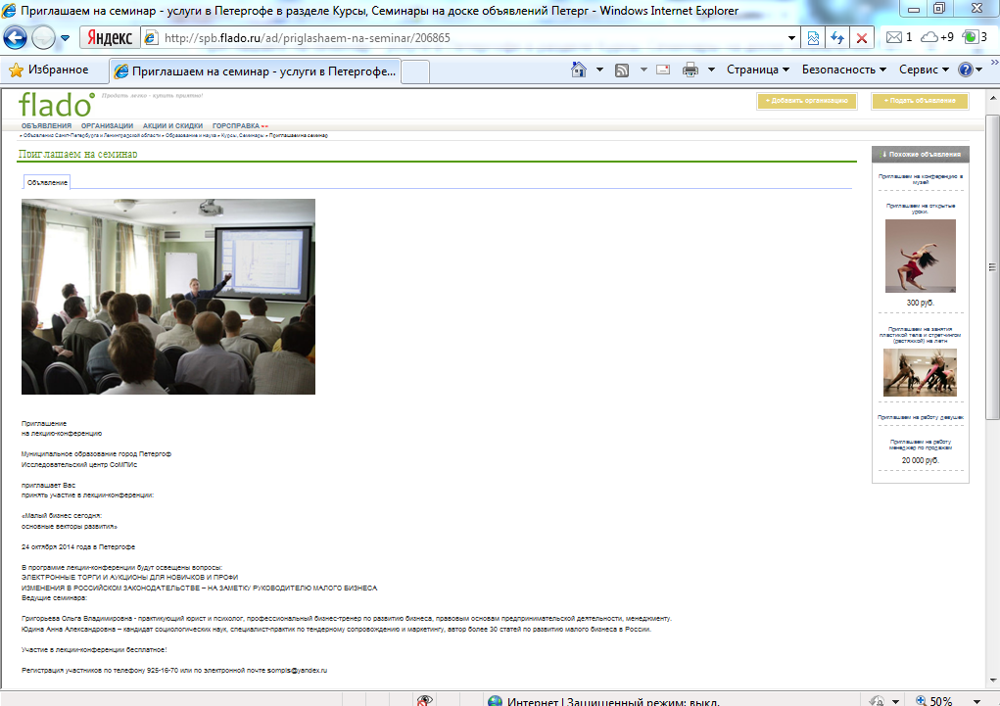 Приглашаем на семинар - услуги в Петергофе в разделе Курсы, Семинары на доске объявлений Петерг - Windows Internet Explorer
Яндекс
http://spb.flado.ru/ad/priglashaem-na-seminar/206865
1
+9
3
Избранное
Приглашаем на семинар - услуги в Петергофе...
Страница
Безопасность
Сервис
flado
Продать легко - купить приятно!
+ Добавить организацию
+ Подать объявление
ОБЪЯВЛЕНИЯ ОРГАНИЗАЦИИ АКЦИИ И СКИДКИ ГОРСПРАВКА
» Объявления Санкт-Петербурга и Ленинградской области » Образование и наука » Курсы, Семинары » Приглашаем на семинар
Приглашаем на семинар
Объявление
Приглашение
на лекцию-конференцию
Муниципальное образование город Петергоф
Исследовательский центр СоМПИс
приглашает Вас
принять участие в лекции-конференции:
«Малый бизнес сегодня:
основные векторы развития»
24 октября 2014 года в Петергофе
В программе лекции-конференции будут освещены вопросы:
ЭЛЕКТРОННЫЕ ТОРГИ И АУКЦИОНЫ ДЛЯ НОВИЧКОВ И ПРОФИ
ИЗМЕНЕНИЯ В РОССИЙСКОМ ЗАКОНОДАТЕЛЬСТВЕ – НА ЗАМЕТКУ РУКОВОДИТЕЛЮ МАЛОГО БИЗНЕСА
Ведущие семинара:
Григорьева Ольга Владимировна - практикующий юрист и психолог, профессиональный бизнес-тренер по развитию бизнеса, правовым основам предпринимательской деятельности, менеджменту.
Юдина Анна Александровна – кандидат социологических наук, специалист-практик по тендерному сопровождению и маркетингу, автор более 30 статей по развитию малого бизнеса в России.
Участие в лекции-конференции бесплатное!
Регистрация участников по телефону 925-16-70 или по электронной почте sompis@yandex.ru
Похожие объявления
Приглашаем на конференцию в
музей
Приглашаем на открытые
уроки.
300 руб.
Приглашаем на занятия
пластикой тела и стретчингом
(растяжкой) на лети
Приглашаем на работу девушек
Приглашаем на работу
менеджер по продажам
20 000 руб.
Интернет | Защищенный режим: выкл.
50%